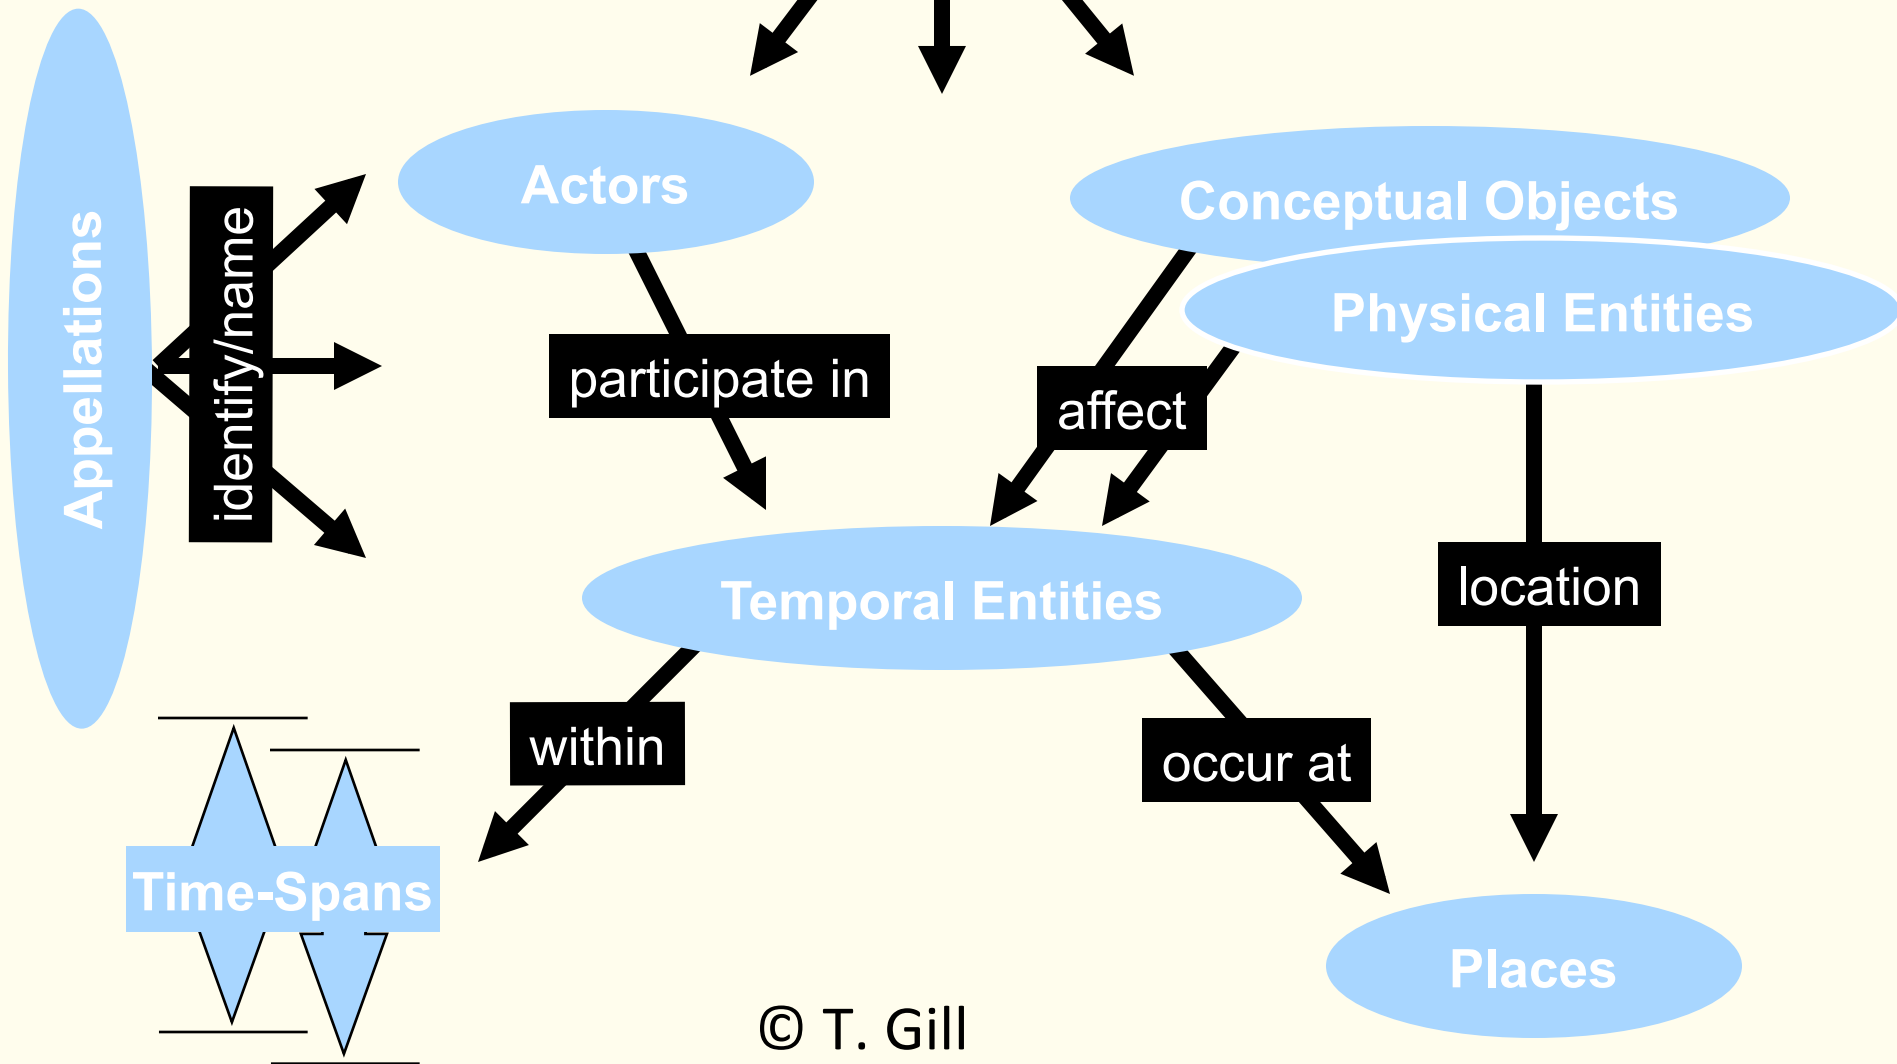 Appellations
identify/name
Actors
Conceptual Objects
Physical Entities
participate in
affect
Temporal Entities
location
within
occur at
Time-Spans
Places
© T. Gill